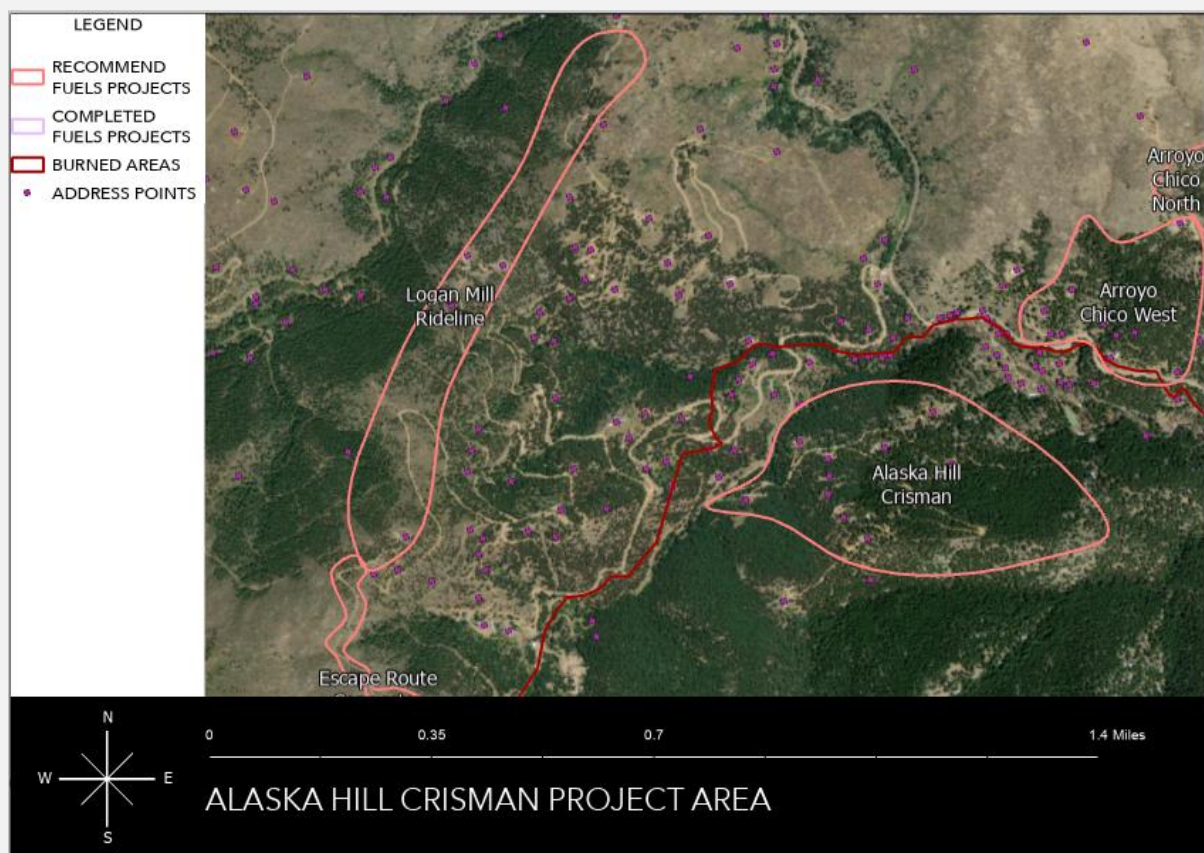 LEGEND
RECOMMEND
FUELS PROJECTS
COMPLETED
FUELS PROJECTS
BURNED AREAS
ADDRESS POINTS
Arroyo
Chico
North
Logan Mill
Rideline
Arroyo
Chico West
Alaska Hill
Crisman
Escape Route
N
W
E
S
0
0.35
0.7
1.4 Miles
ALASKA HILL CRISMAN PROJECT AREA